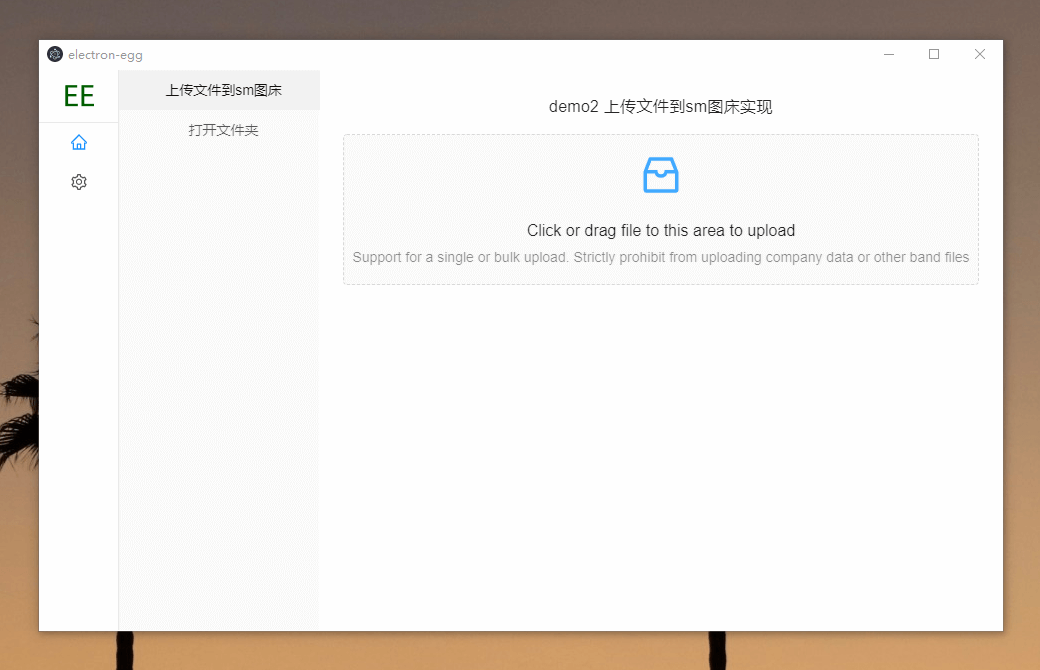 electron-egg
EE
上传文件到sm图床
打开文件夹
demo2 上传文件到sm图床实现
Click or drag file to this area to upload
Support for a single or bulk upload. Strictly prohibit from uploading company data or other band files